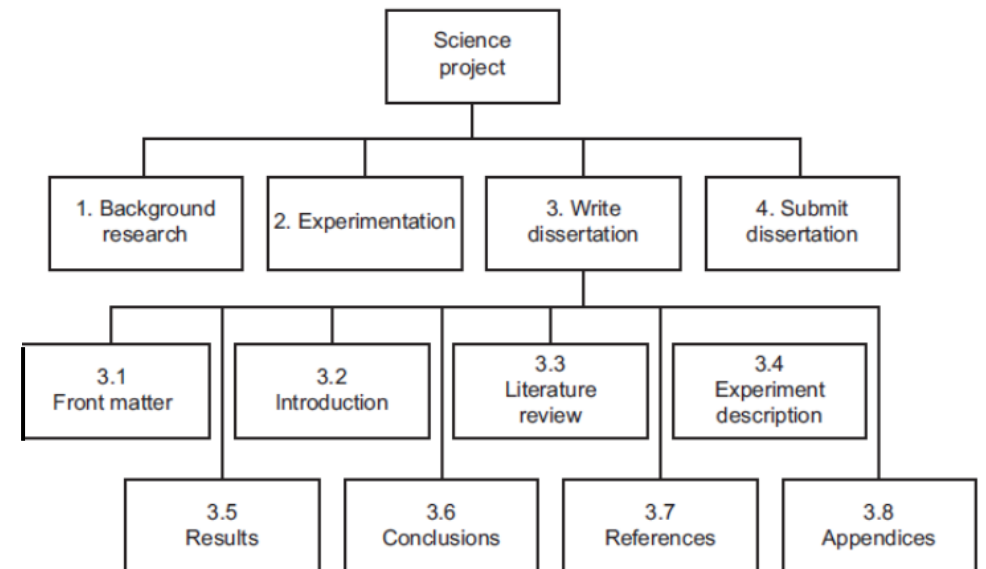 Science
project
1. Background
research
2. Experimentation
3. Write
dissertation
4. Submit
dissertation
3.1
Front matter
3.2
Introduction
3.3
Literature
review
3.4
Experiment
description
3.5
Results
3.6
Conclusions
3.7
References
3.8
Appendices